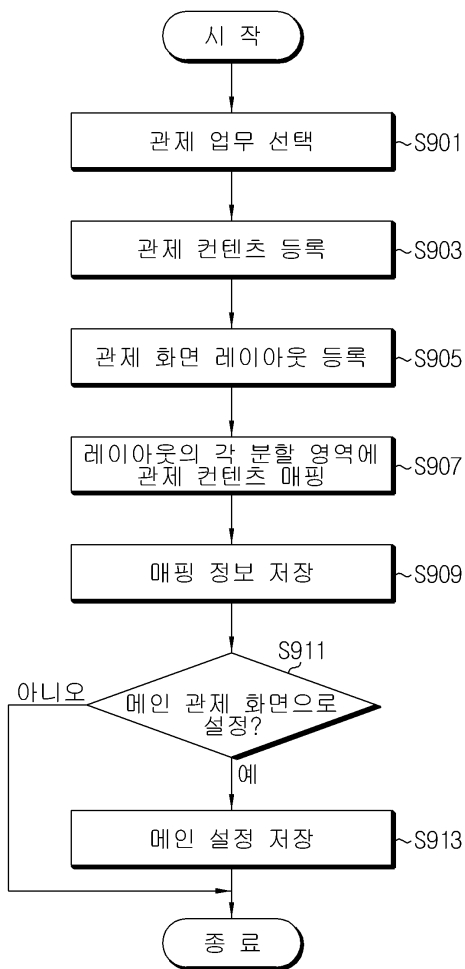 시 작
관제 업무 선택
S901
관제 컨텐츠 등록
S903
관제 화면 레이아웃 등록
S905
레이아웃의 각 분할 영역에
관제 컨텐츠 매핑
S907
매핑 정보 저장
S909
S911
아니오
메인 관제 화면으로
설정?
예
메인 설정 저장
S913
종 료